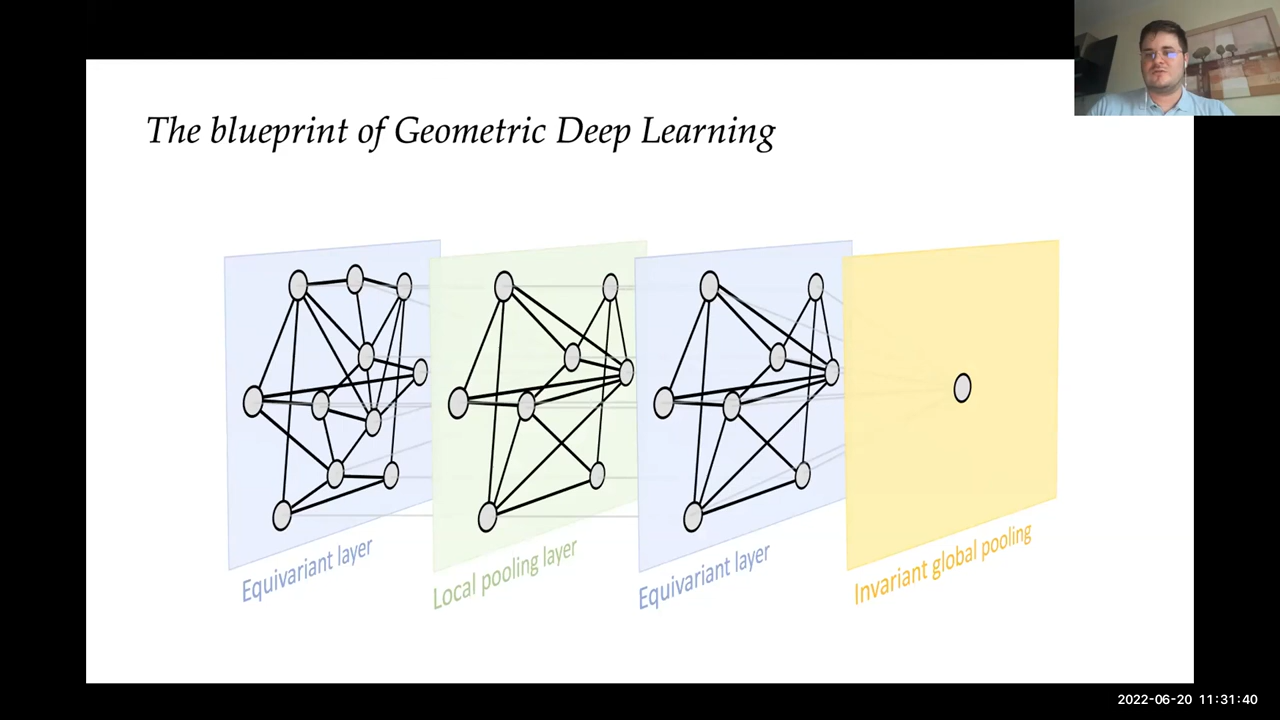 The blueprint of Geometric Deep Learning
Equivariant layer
Local pooling layer
Equivariant layer
Invariant global pooling
2022-06-20 11:31:40